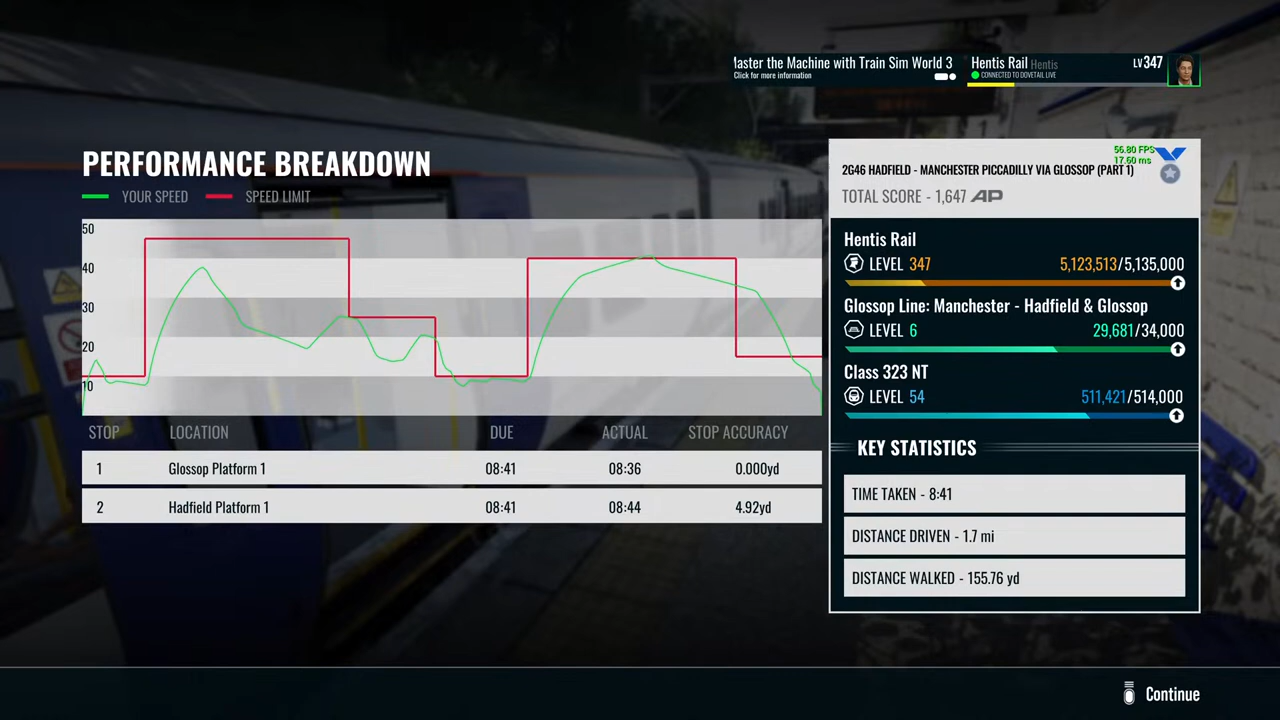 laster the Machine with Train Sim World 3
Click for more information
Hentis Rail Hentis
CONNECTED TO DOVETAIL LIVE
LV347
PERFORMANCE BREAKDOWN
YOUR SPEED SPEED LIMIT
50
40
30
20
10
STOP LOCATION DUE ACTUAL STOP ACCURACY
1 Glossop Platform 1 08:41 08:36 0.000yd
2 Hadfield Platform 1 08:41 08:44 4.92yd
56.80 FPS
17.60 ms
2G46 HADFIELD - MANCHESTER PICCADILLY VIA GLOSSOP (PART 1)
TOTAL SCORE - 1,647 AP
Hentis Rail
LEVEL 347 5,123,513/5,135,000
Glossop Line: Manchester - Hadfield & Glossop
LEVEL 6 29,681/34,000
Class 323 NT
LEVEL 54 511,421/514,000
KEY STATISTICS
TIME TAKEN - 8:41
DISTANCE DRIVEN - 1.7 mi
DISTANCE WALKED - 155.76 yd
Continue